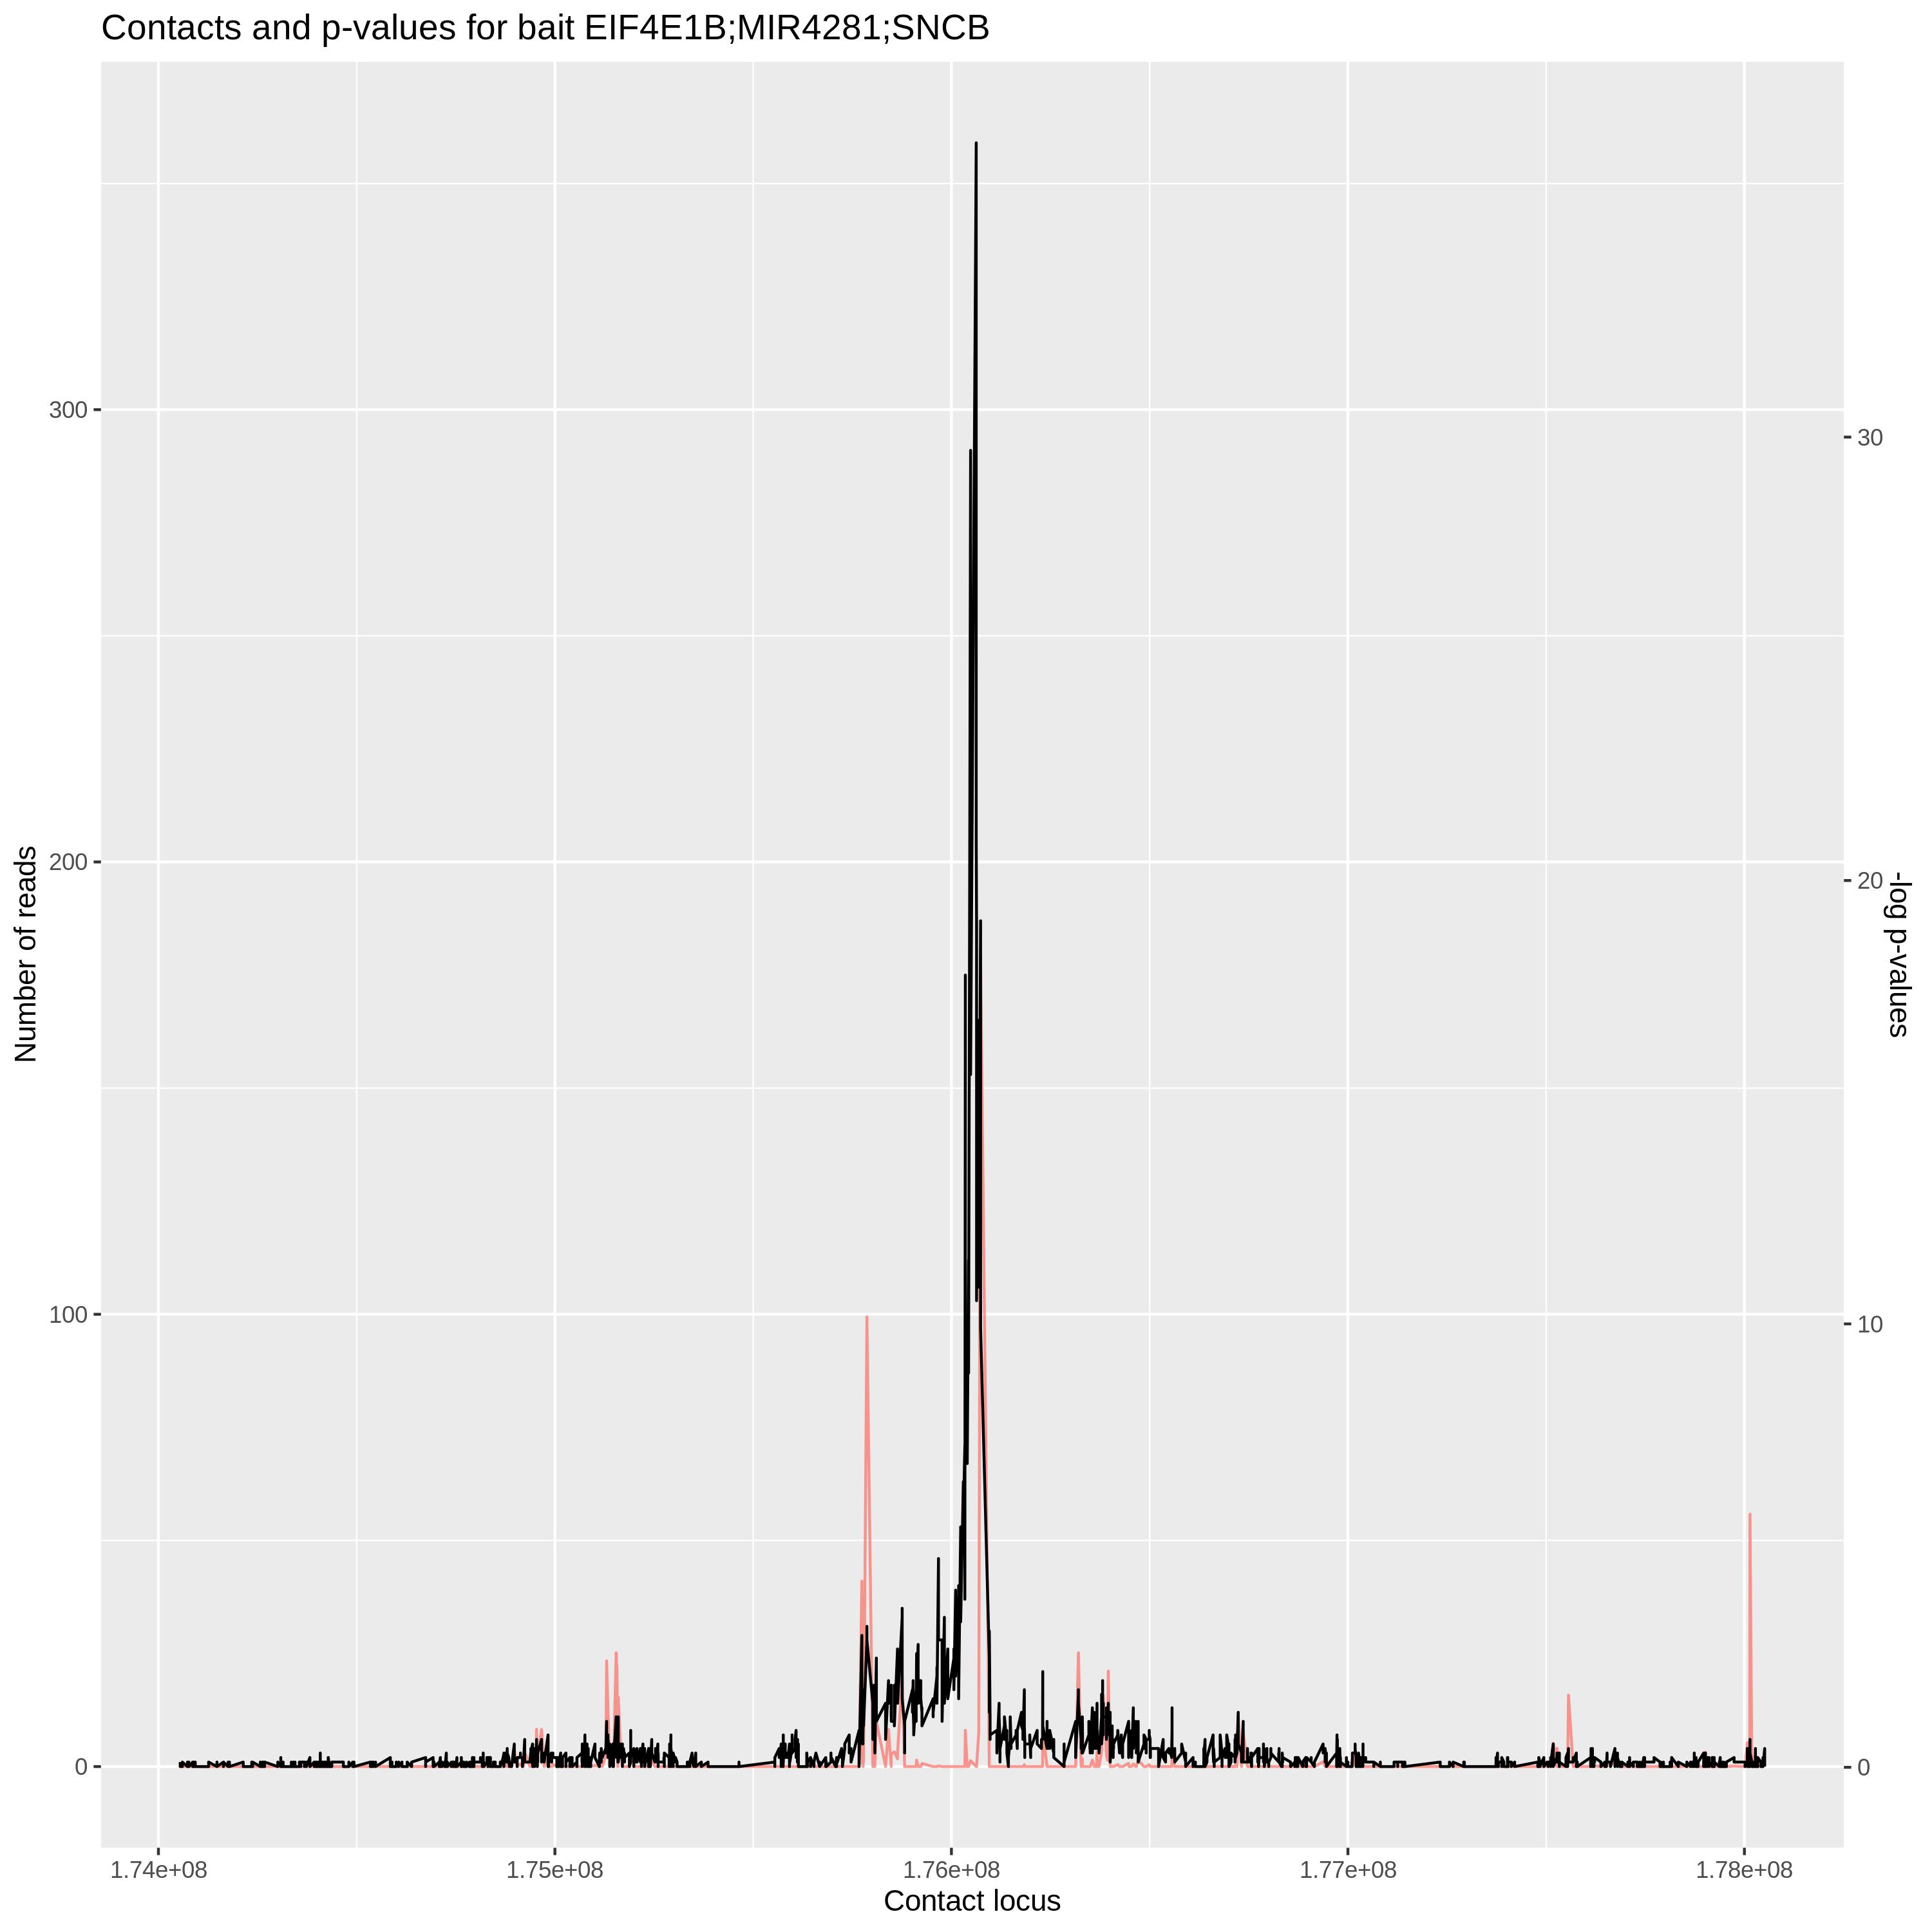 Contacts and p-values for bait EIF4E1B;MIR4281;SNCB
Number of reads
300
200
100
0
30
20
10
0
-log p-values
1.74e+08
1.75e+08
1.76e+08
1.77e+08
1.78e+08
Contact locus